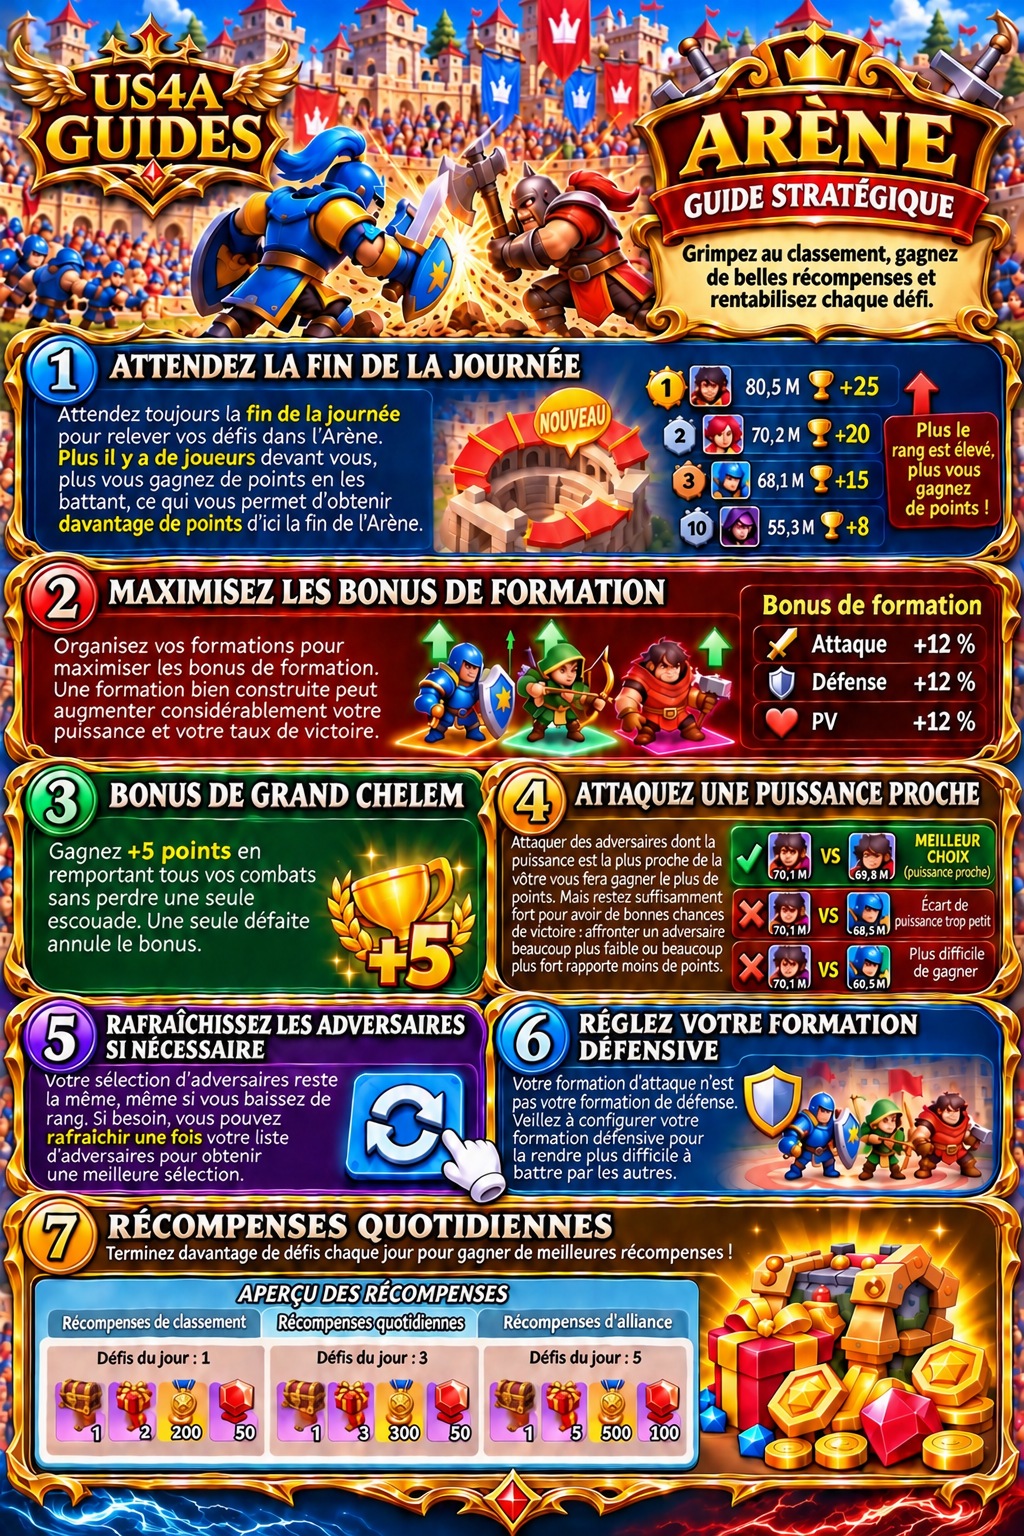 US4A
GUIDES
ARÈNE
GUIDE STRATÉGIQUE
Grimpez au classement, gagnez
de belles récompenses et
rentabilisez chaque défi.
1 ATTENDEZ LA FIN DE LA JOURNÉE
Attendez toujours la fin de la journée
pour relever vos défis dans l'Arène.
Plus il y a de joueurs devant vous,
plus vous gagnez de points en les
battant, ce qui vous permet d'obtenir
davantage de points d'ici la fin de l'Arène.
NOUVEAU
1 80,5 M +25
2 70,2 M +20
3 68,1 M +15
10 55,3 M +8
Plus le
rang est élevé,
plus vous
gagnez
de points !
2 MAXIMISEZ LES BONUS DE FORMATION
Organisez vos formations pour
maximiser les bonus de formation.
Une formation bien construite peut
augmenter considérablement votre
puissance et votre taux de victoire.
Bonus de formation
Attaque +12 %
Défense +12 %
PV +12 %
3 BONUS DE GRAND CHELEM
Gagnez +5 points en
remportant tous vos combats
sans perdre une seule
escouade. Une seule défaite
annule le bonus.
+5
4 ATTAQUEZ UNE PUISSANCE PROCHE
Attaquer des adversaires dont la
puissance est la plus proche de la
vôtre vous fera gagner le plus de
points. Mais restez suffisamment
fort pour avoir de bonnes chances
de victoire : affronter un adversaire
beaucoup plus faible ou beaucoup
plus fort rapporte moins de points.
70,1 M VS 69,8 M
MEILLEUR
CHOIX
(puissance proche)
70,1 M VS 68,5 M
Écart de
puissance trop petit
70,1 M VS 60,5 M
Plus difficile
de gagner
5 RAFRAÎCHISSEZ LES ADVERSAIRES
SI NÉCESSAIRE
Votre sélection d'adversaires reste
la même, même si vous baissez de
rang. Si besoin, vous pouvez
rafraichir une fois votre liste
d'adversaires pour obtenir
une meilleure sélection.
6 RÉGLEZ VOTRE FORMATION
DÉFENSIVE
Votre formation d'attaque n'est
pas votre formation de défense.
Veillez à configurer votre
formation défensive pour
la rendre plus difficile à
battre par les autres.
7 RÉCOMPENSES QUOTIDIENNES
Terminez davantage de défis chaque jour pour gagner de meilleures récompenses !
APERÇU DES RÉCOMPENSES
Récompenses de classement
Récompenses quotidiennes
Récompenses d'alliance
Défis du jour : 1
1 2 200 50
Défis du jour : 3
1 3 300 50
Défis du jour : 5
1 5 500 100